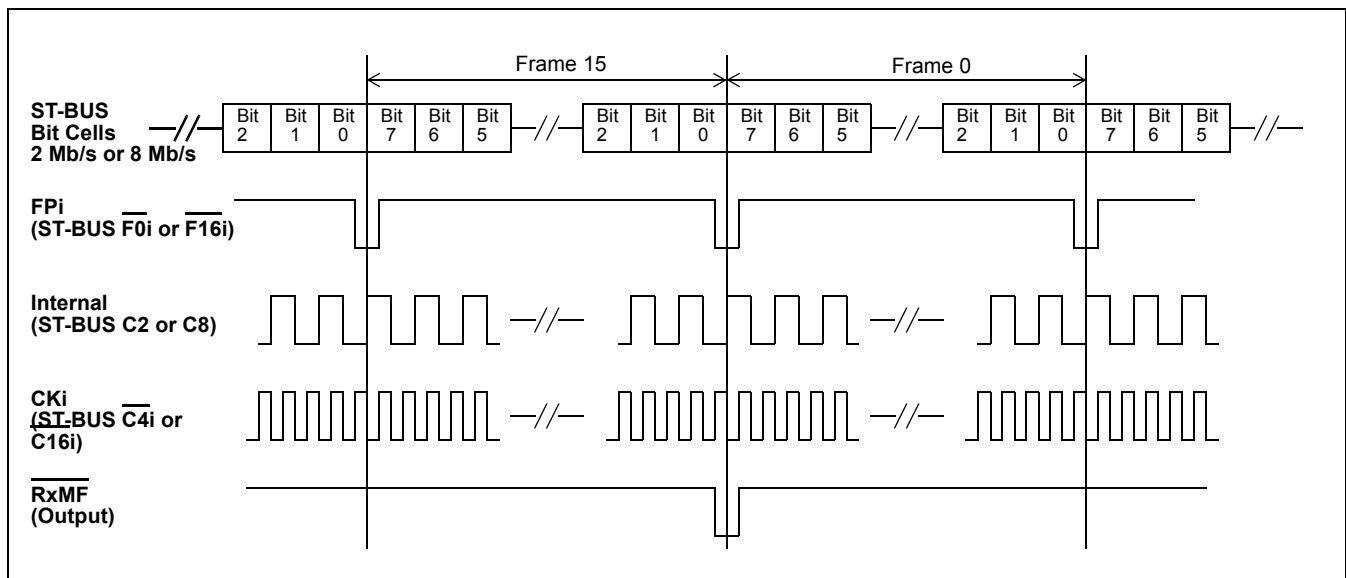 Frame 15
Frame 0
ST-BUS
Bit Cells
2 Mb/s or 8 Mb/s
Bit 2
Bit 1
Bit 0
Bit 7
Bit 6
Bit 5
Bit 2
Bit 1
Bit 0
Bit 7
Bit 6
Bit 5
Bit 2
Bit 1
Bit 0
Bit 7
Bit 6
Bit 5
FPi
(ST-BUS F0i or F16i)
Internal
(ST-BUS C2 or C8)
CKi
(ST-BUS C4i or
C16i)
RxMF
(Output)